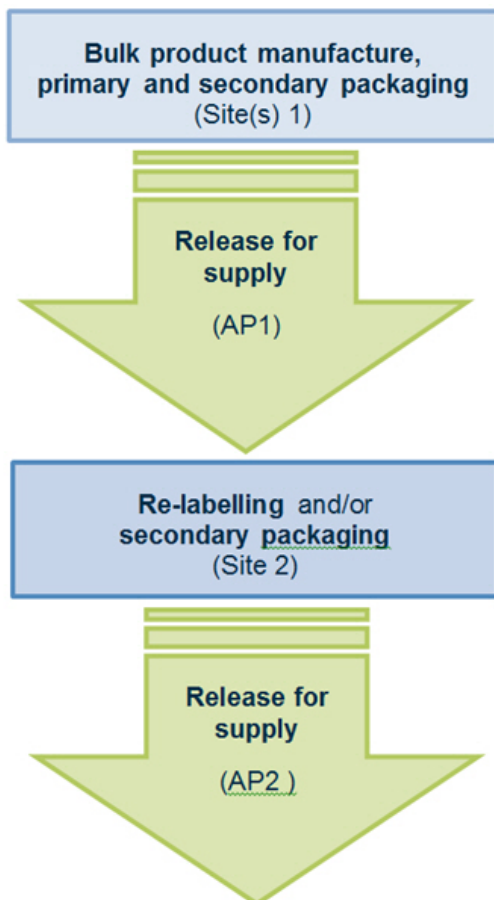 Bulk product manufacture,
primary and secondary packaging
(Site(s) 1)
Release for
supply
(AP1)
Re-labelling and/or
secondary packaging
(Site 2)
Release for
supply
(AP2 )